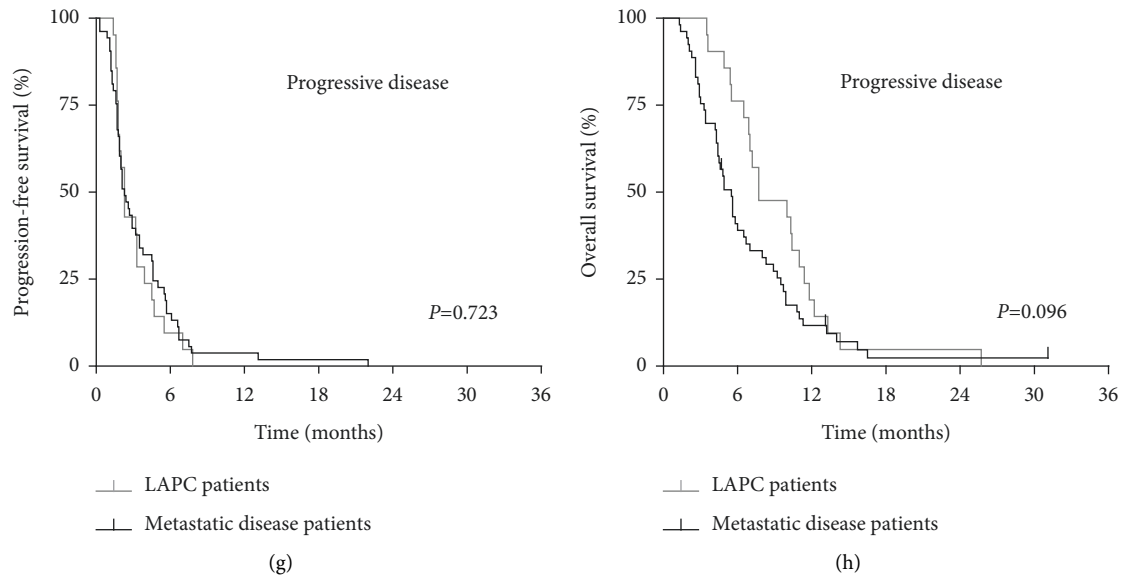 100
75
50
25
0
Progression-free survival (%)
Progressive disease
P=0.723
0 6 12 18 24 30 36
Time (months)
LAPC patients
Metastatic disease patients
(g)
100
75
50
25
0
Overall survival (%)
Progressive disease
P=0.096
0 6 12 18 24 30 36
Time (months)
LAPC patients
Metastatic disease patients
(h)